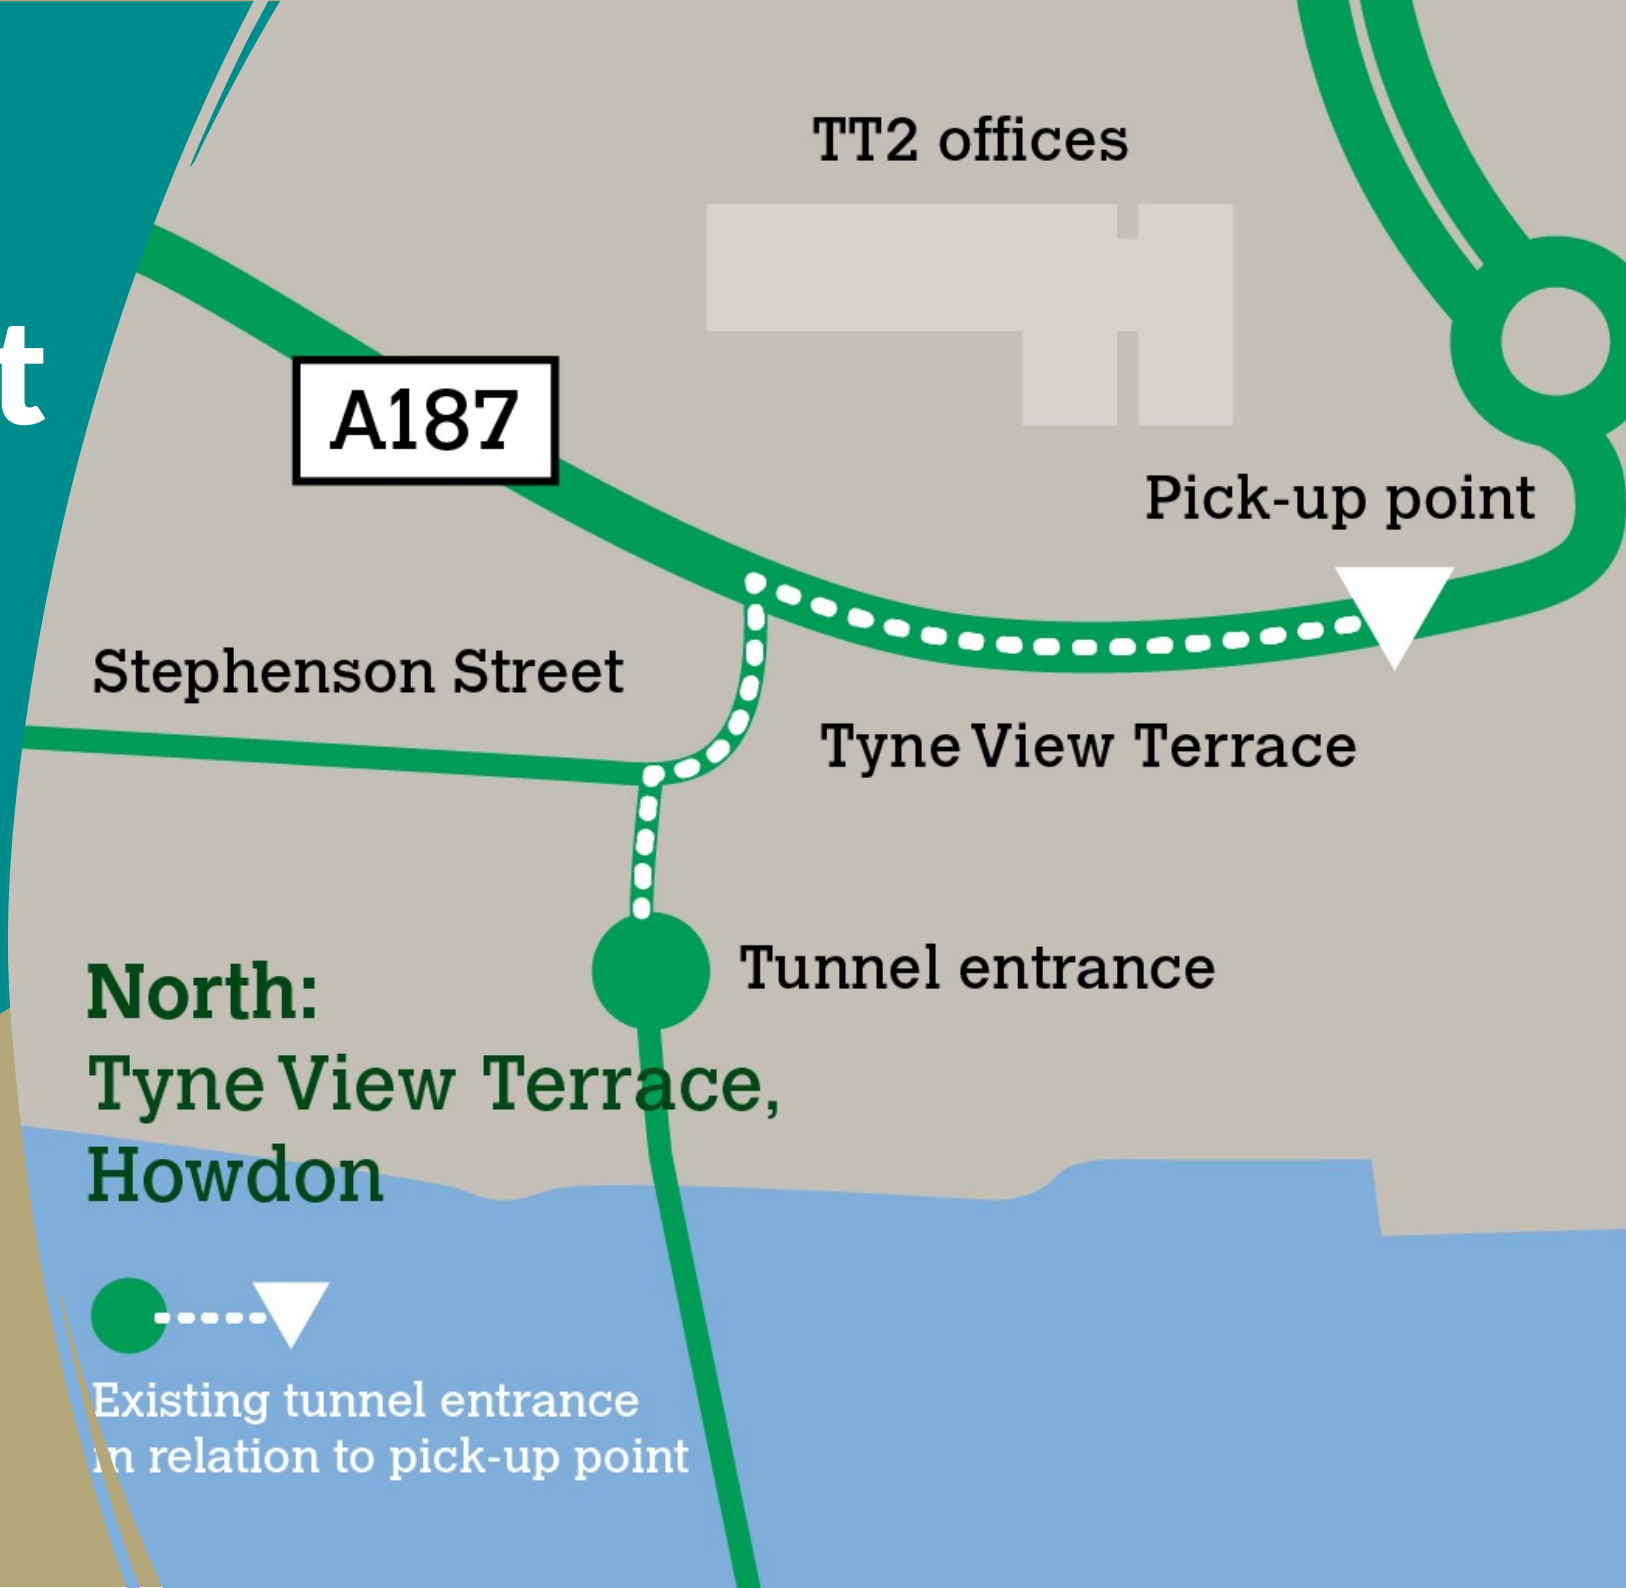 t
TT2 offices
A187
Pick-up point
Stephenson Street
Tyne View Terrace
Tunnel entrance
North:
Tyne View Terrace,
Howdon
Existing tunnel entrance
in relation to pick-up point